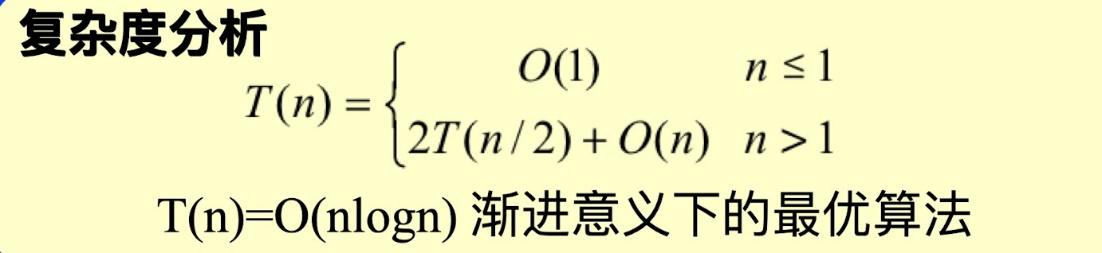 复杂度分析
O(1) n ≤ 1
T(n) = {
2T(n/2) + O(n) n > 1
T(n)=O(nlogn) 渐进意义下的最优算法